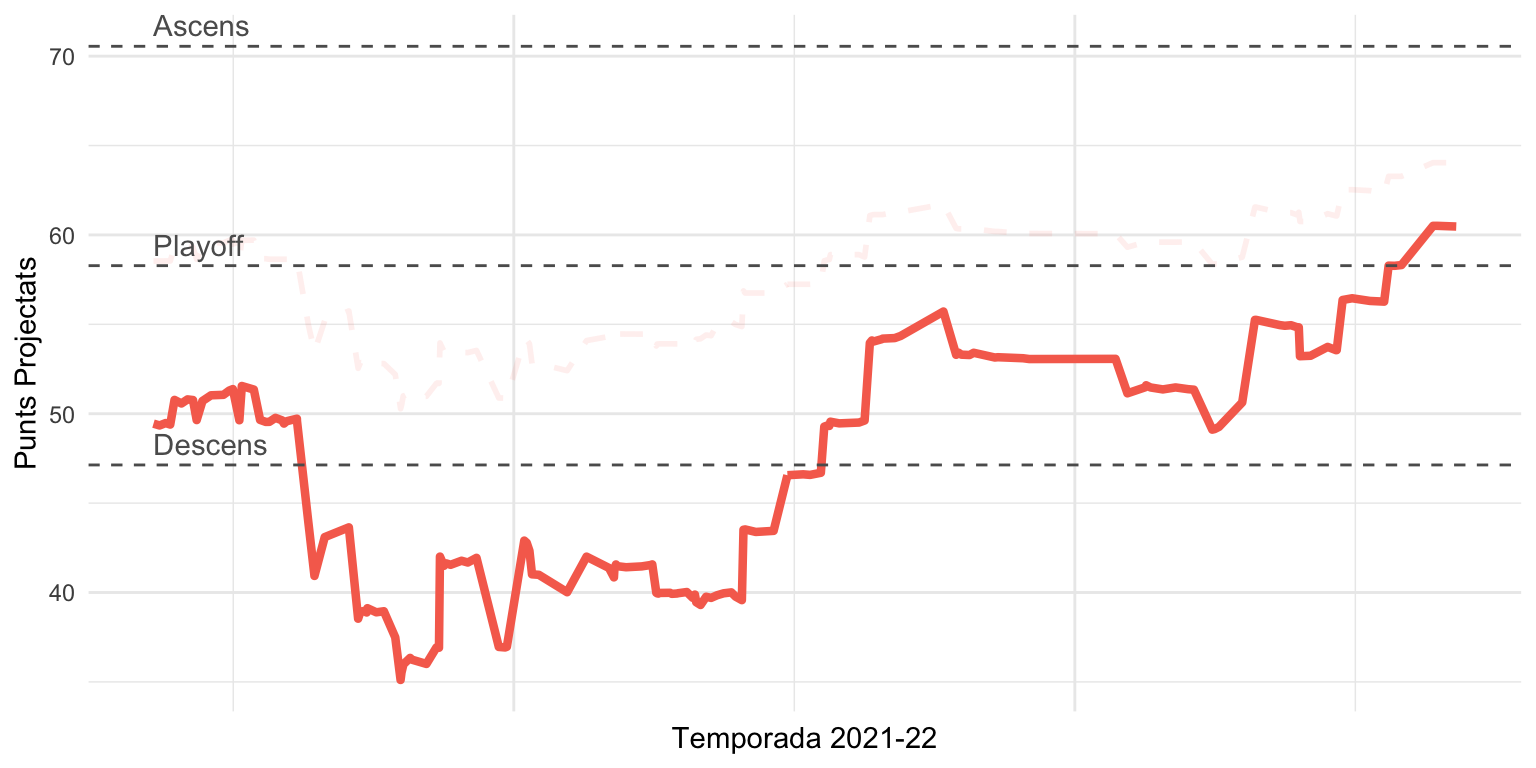 Ascens
70
60
Playoff
50
Descens
40
Punts Projectats
Temporada 2021-22